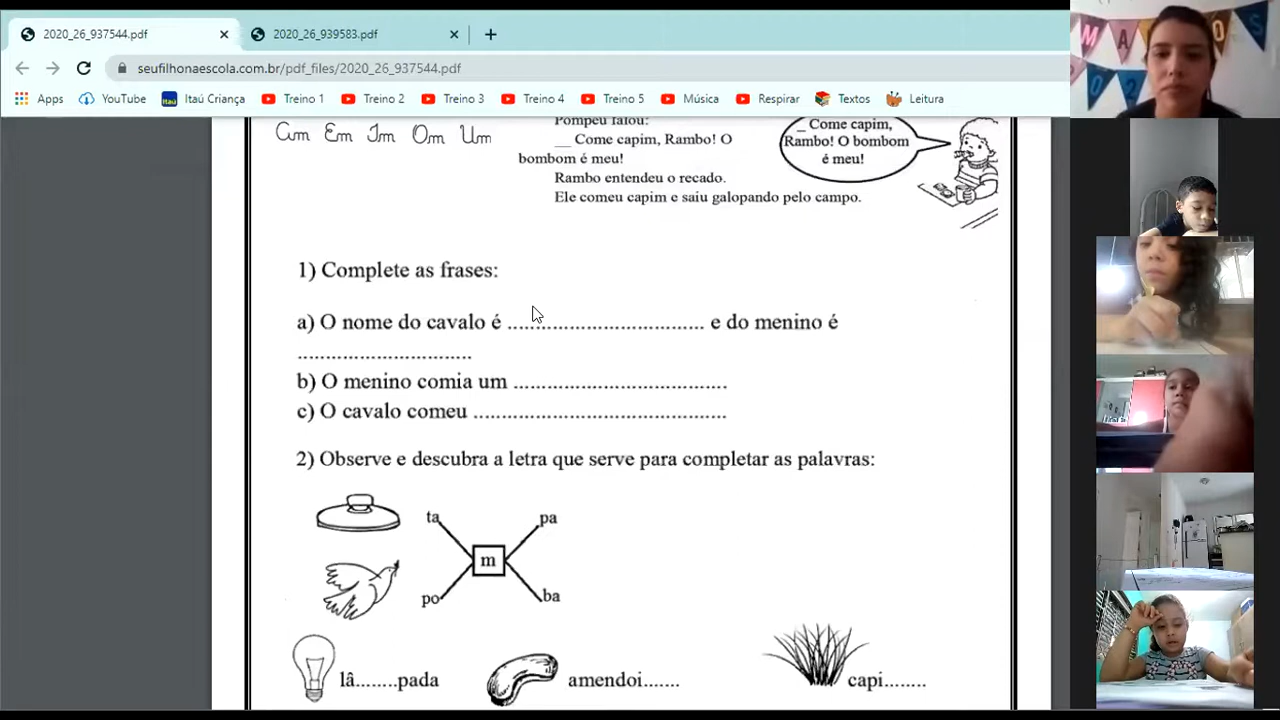 2020_26_937544.pdf
2020_26_939583.pdf
seufilhonaescola.com.br/pdf_files/2020_26_937544.pdf
Apps YouTube Itaú Criança Treino 1 Treino 2 Treino 3 Treino 4 Treino 5 Música Respirar Textos Leitura
Am Em Im Om Um
Pompeu falou:
__ Come capim, Rambo! O
bombom é meu!
Rambo entendeu o recado.
Ele comeu capim e saiu galopando pelo campo.
_ Come capim,
Rambo! O bombom
é meu!
1) Complete as frases:
a) O nome do cavalo é .................................. e do menino é
..............................
b) O menino comia um .....................................
c) O cavalo comeu ............................................
2) Observe e descubra a letra que serve para completar as palavras:
ta pa
m
po ba
lâ........pada amendoi....... capi........